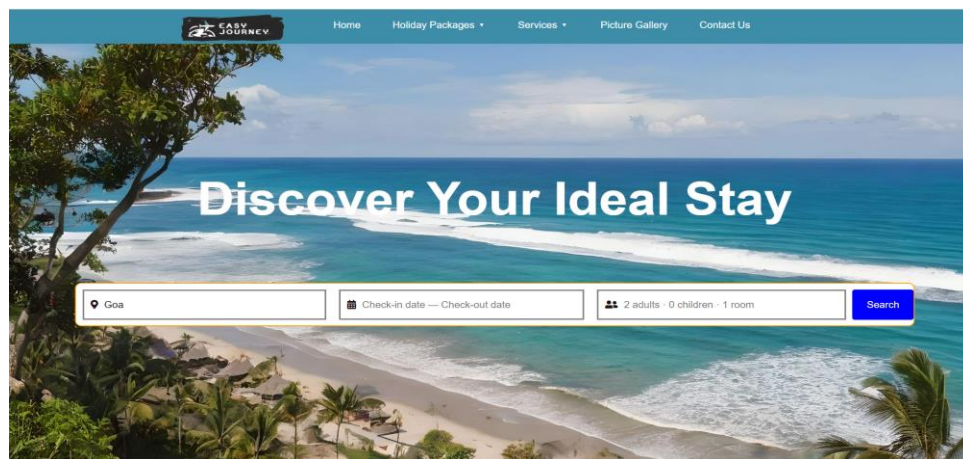 EASY
JOURNEY
Home
Holiday Packages
Services
Picture Gallery
Contact Us
Discover Your Ideal Stay
Goa
Check-in date — Check-out date
2 adults · 0 children · 1 room
Search